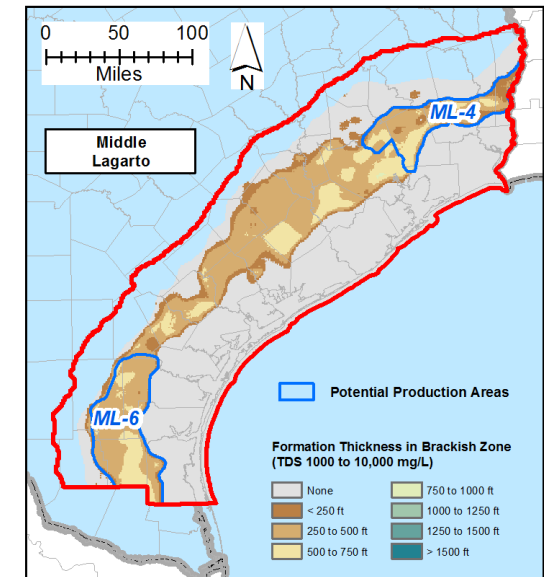 0 50 100
Miles
N
Middle
Lagarto
ML-4
ML-6
Potential Production Areas
Formation Thickness in Brackish Zone
(TDS 1000 to 10,000 mg/L)
None
< 250 ft
250 to 500 ft
500 to 750 ft
750 to 1000 ft
1000 to 1250 ft
1250 to 1500 ft
> 1500 ft